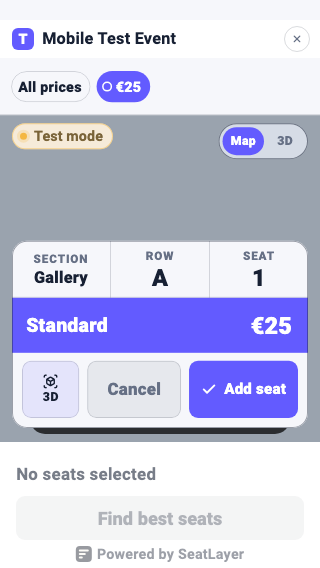 T Mobile Test Event
All prices €25
Test mode Map 3D
SECTION ROW SEAT
Gallery A 1
Standard €25
3D Cancel Add seat
No seats selected
Find best seats
Powered by SeatLayer